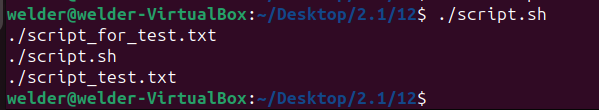 welder@welder-VirtualBox:~/Desktop/2.1/12$ ./script.sh
./script_for_test.txt
./script.sh
./script_test.txt
welder@welder-VirtualBox:~/Desktop/2.1/12$